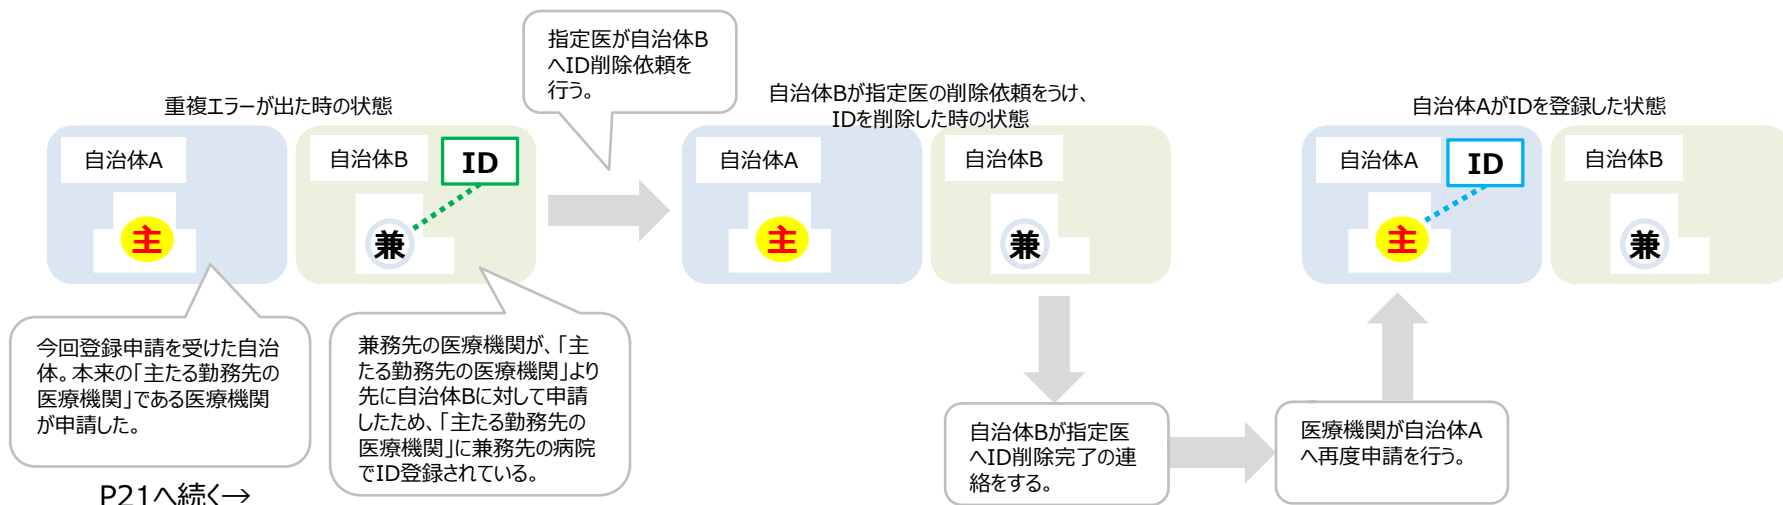 指定医が自治体B
へID削除依頼を
行う。
重複エラーが出た時の状態
自治体A
主
自治体B
ID
兼
今回登録申請を受けた自治
体。本来の「主たる勤務先の
医療機関」である医療機関
が申請した。
兼務先の医療機関が、「主
たる勤務先の医療機関」より
先に自治体Bに対して申請
したため、「主たる勤務先の
医療機関」に兼務先の病院
でID登録されている。
自治体Bが指定医の削除依頼をうけ、
IDを削除した時の状態
自治体A
主
自治体B
兼
自治体Bが指定医
へID削除完了の連
絡をする。
医療機関が自治体A
へ再度申請を行う。
自治体AがIDを登録した状態
自治体A
ID
主
自治体B
兼
P21へ続く→